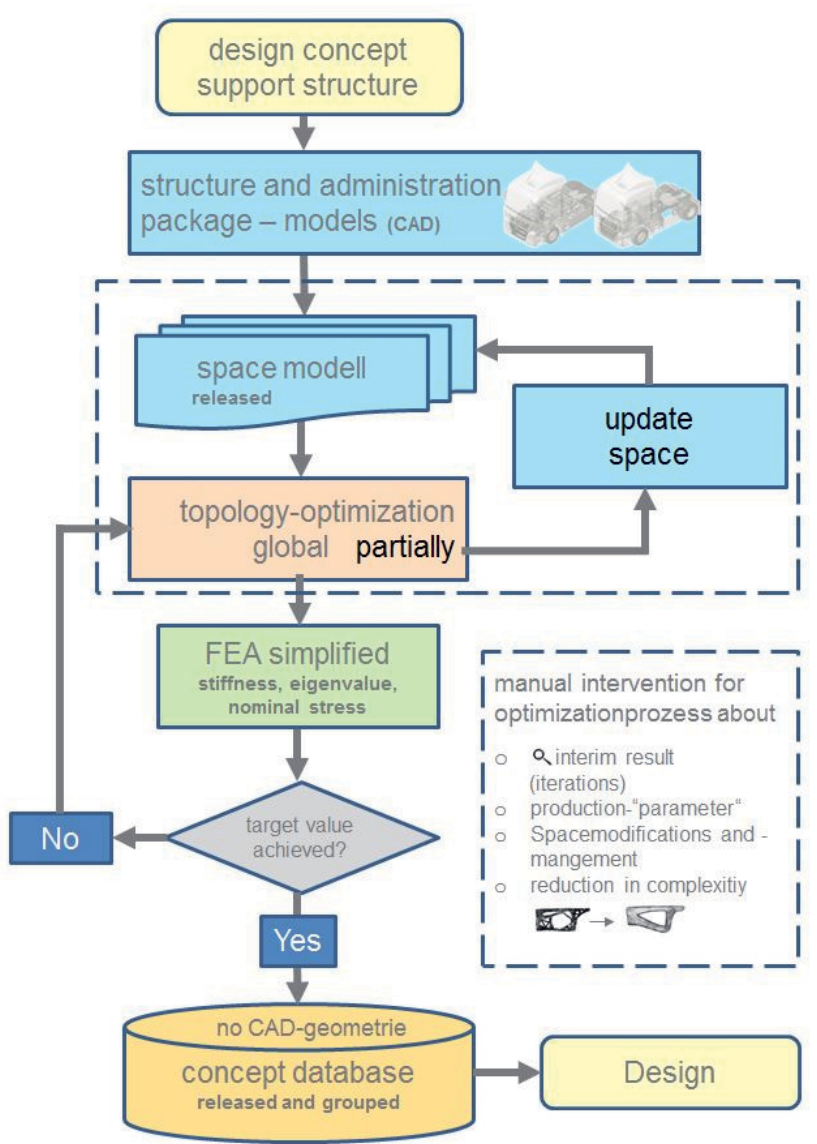 design concept
support structure
structure and administration
package – models (CAD)
space modell
released
update
space
topology-optimization
global partially
FEA simplified
stiffness, eigenvalue,
nominal stress
manual intervention for
optimizationprozess about
o interim result
(iterations)
o production-“parameter“
o Spacemodifications and -
mangement
o reduction in complexitiy
target value
achieved?
No
Yes
no CAD-geometrie
concept database
released and grouped
Design